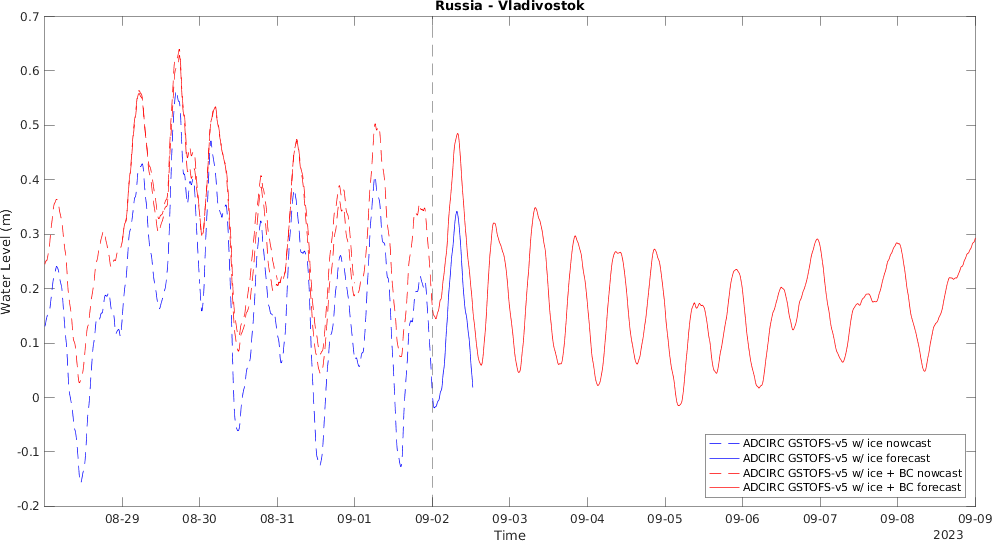 Russia - Vladivostok
0.7
0.6
0.5
0.4
0.3
0.2
0.1
0
-0.1
-0.2
Water Level (m)
ADCIRC GSTOFS-v5 w/ ice nowcast
ADCIRC GSTOFS-v5 w/ ice forecast
ADCIRC GSTOFS-v5 w/ ice + BC nowcast
ADCIRC GSTOFS-v5 w/ ice + BC forecast
08-29 08-30 08-31 09-01 09-02 09-03 09-04 09-05 09-06 09-07 09-08 09-09
Time
2023